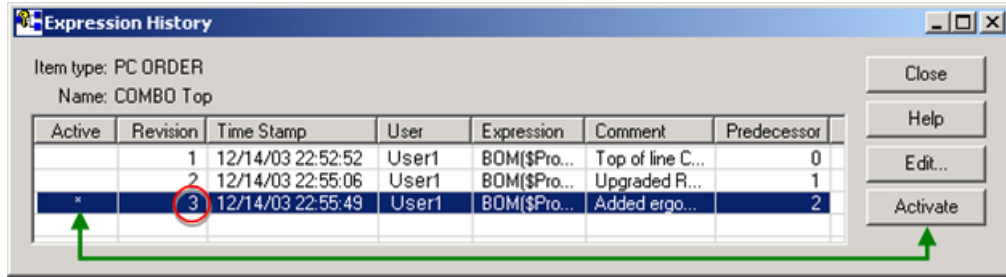 Expression History
Item type: PC ORDER
Name: COMBO Top
Active Revision Time Stamp User Expression Comment Predecessor
1 12/14/03 22:52:52 User1 BOM($Pro... Top of line C... 0
2 12/14/03 22:55:06 User1 BOM($Pro... Upgraded R... 1
* 3 12/14/03 22:55:49 User1 BOM($Pro... Added ergo... 2
Close
Help
Edit...
Activate